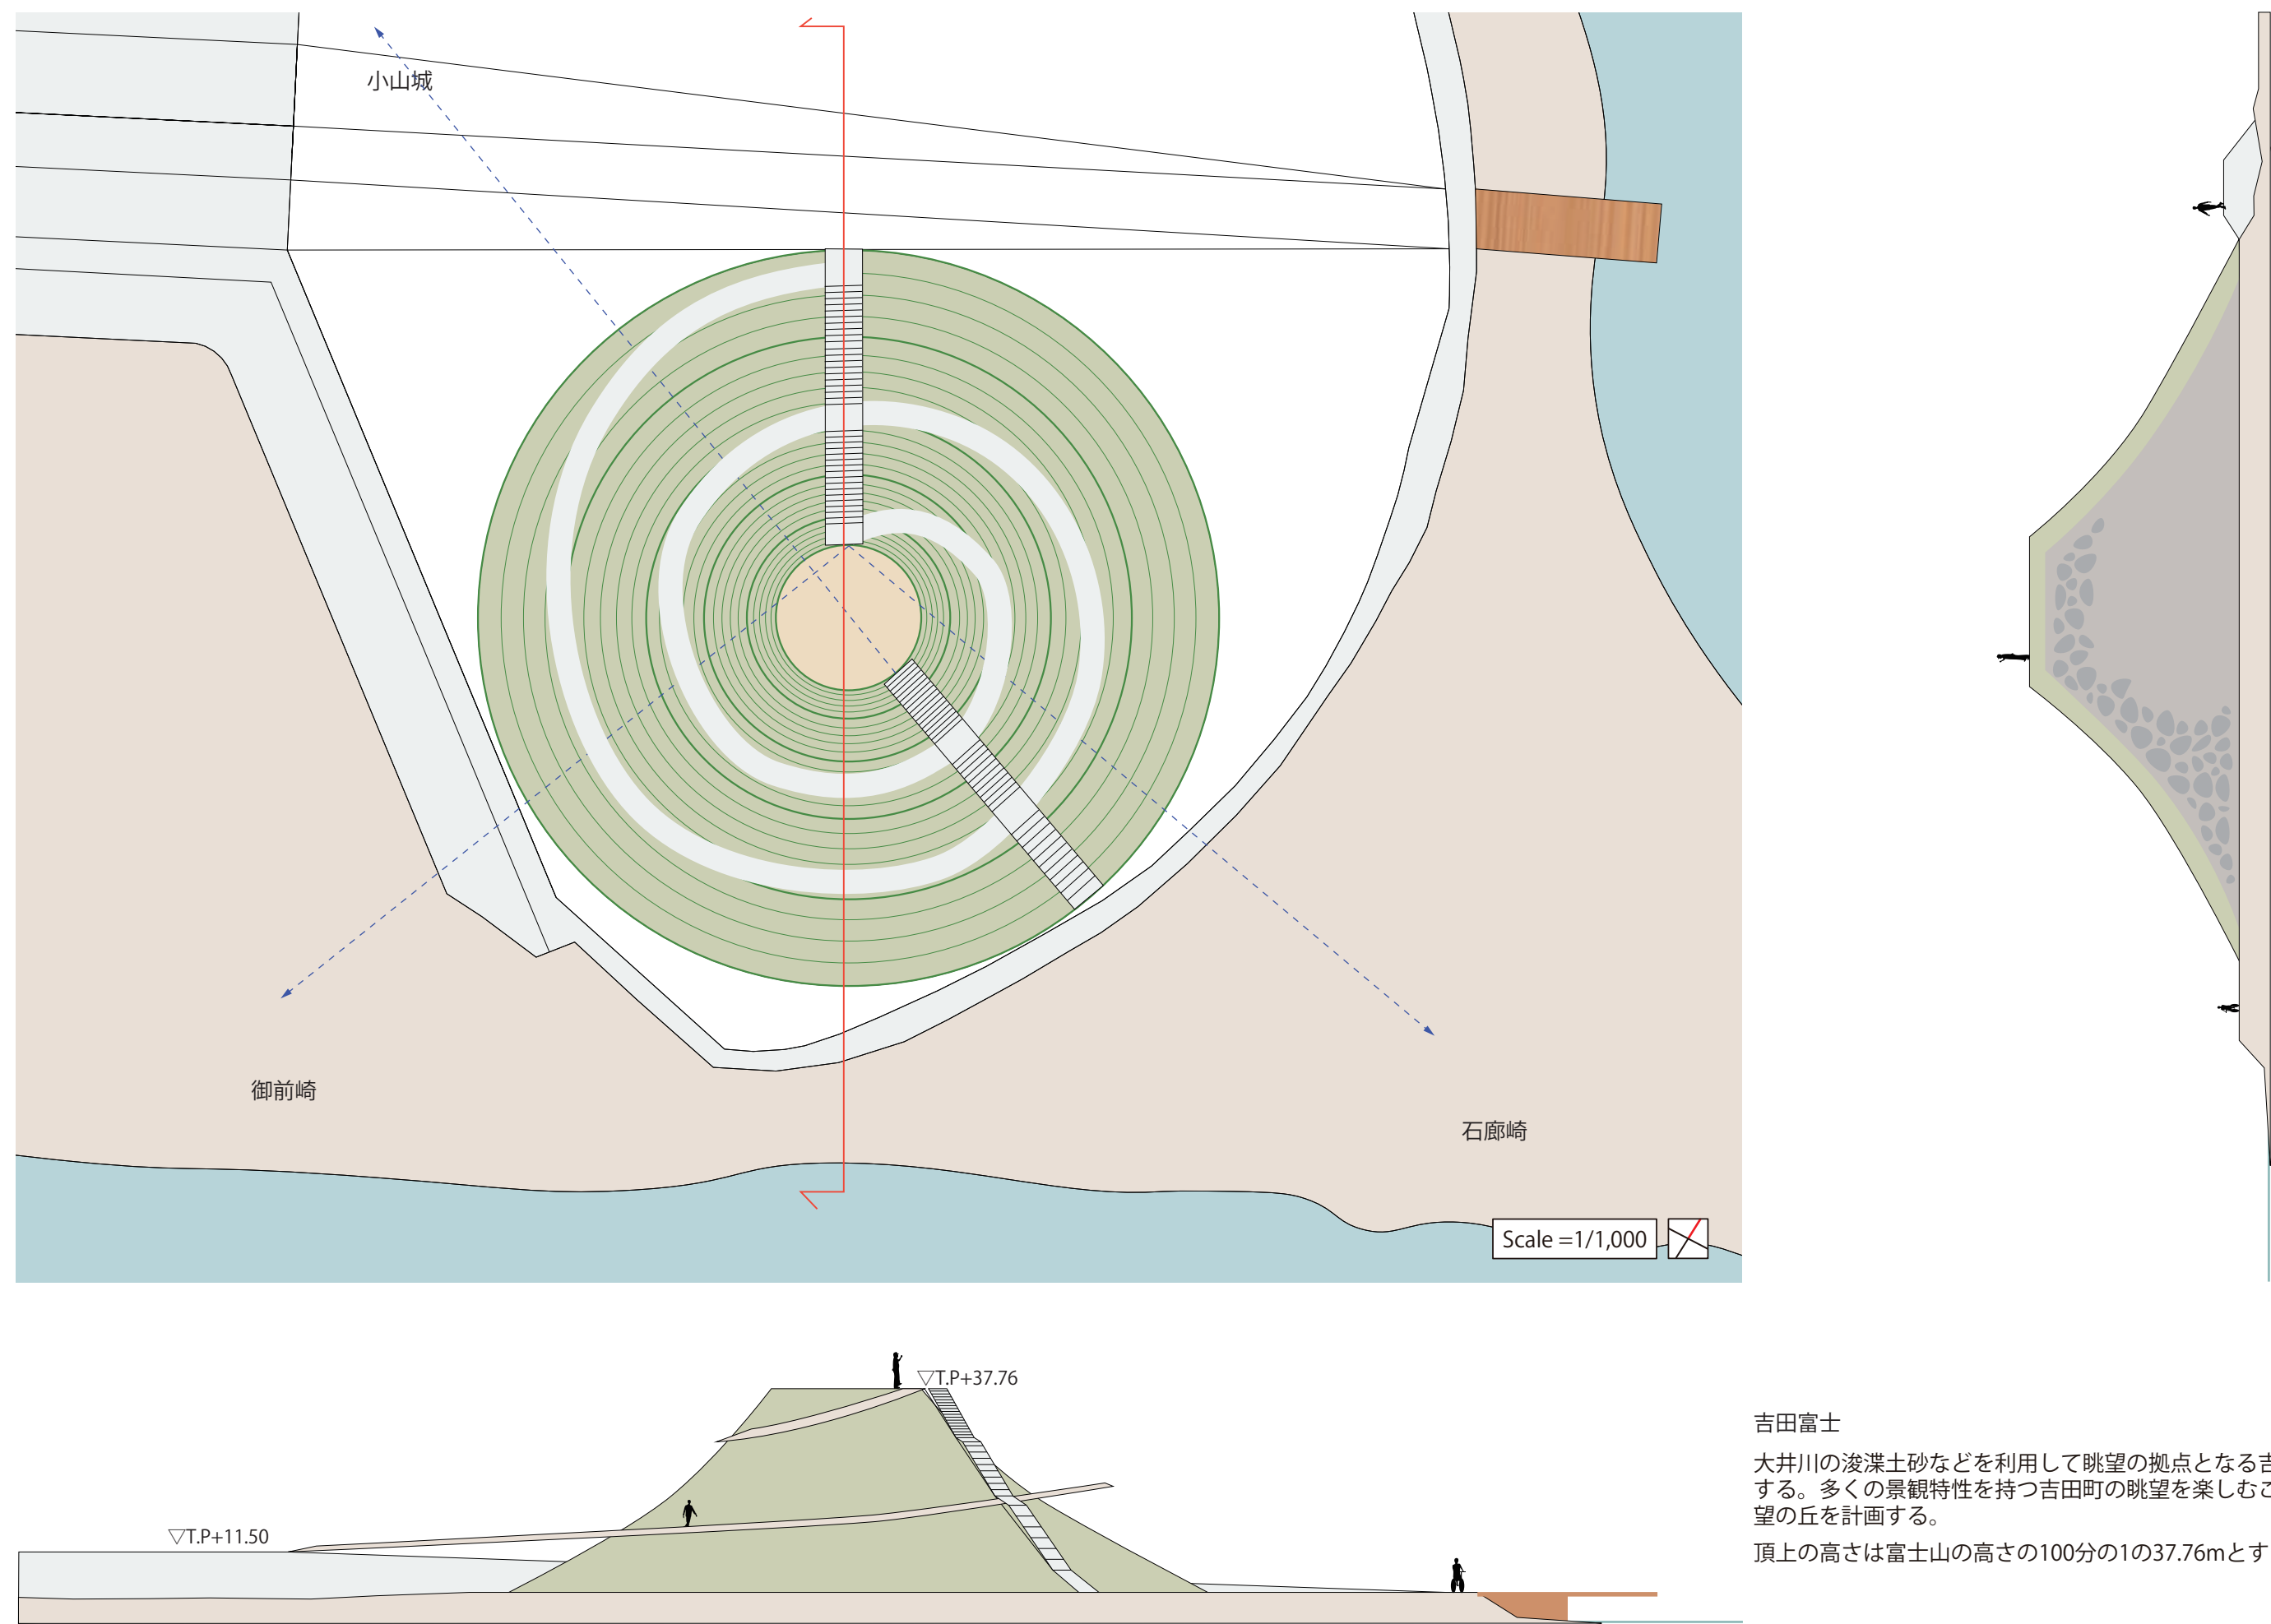 小山城
御前崎
石廊崎
Scale =1/1,000
▽T.P+37.76
▽T.P+11.50
吉田富士
大井川の浚渫土砂などを利用して眺望の拠点となる吉
する。多くの景観特性を持つ吉田町の眺望を楽しむこ
望の丘を計画する。
頂上の高さは富士山の高さの100分の1の37.76mとす